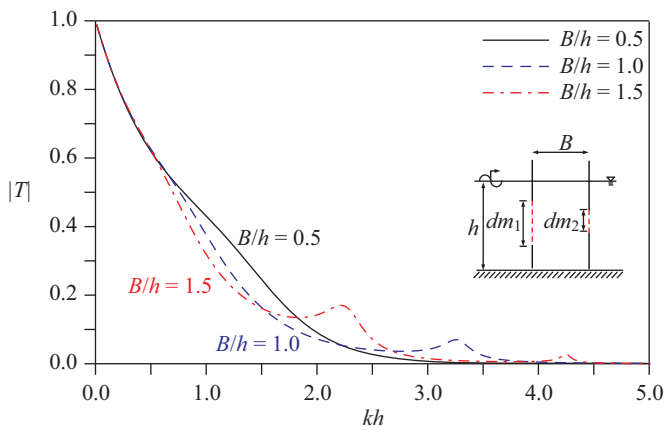 1.0
0.8
0.6
0.4
0.2
0.0
|T|
0.0 1.0 2.0 3.0 4.0 5.0
kh
B/h = 0.5
B/h = 1.0
B/h = 1.5
B/h = 0.5
B/h = 1.5
B/h = 1.0
B
h
dm₁
dm₂